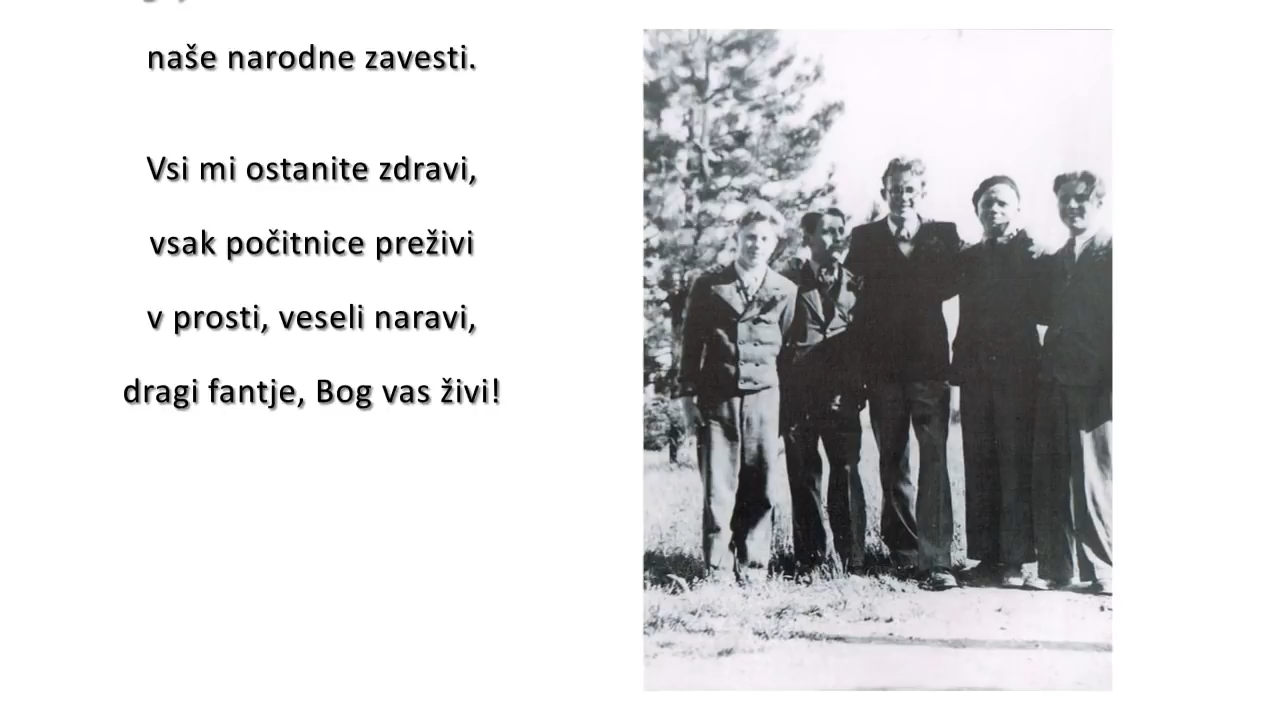 naše narodne zavesti.
Vsi mi ostanite zdravi,
vsak počitnice preživi
v prosti, veseli naravi,
dragi fantje, Bog vas živi!